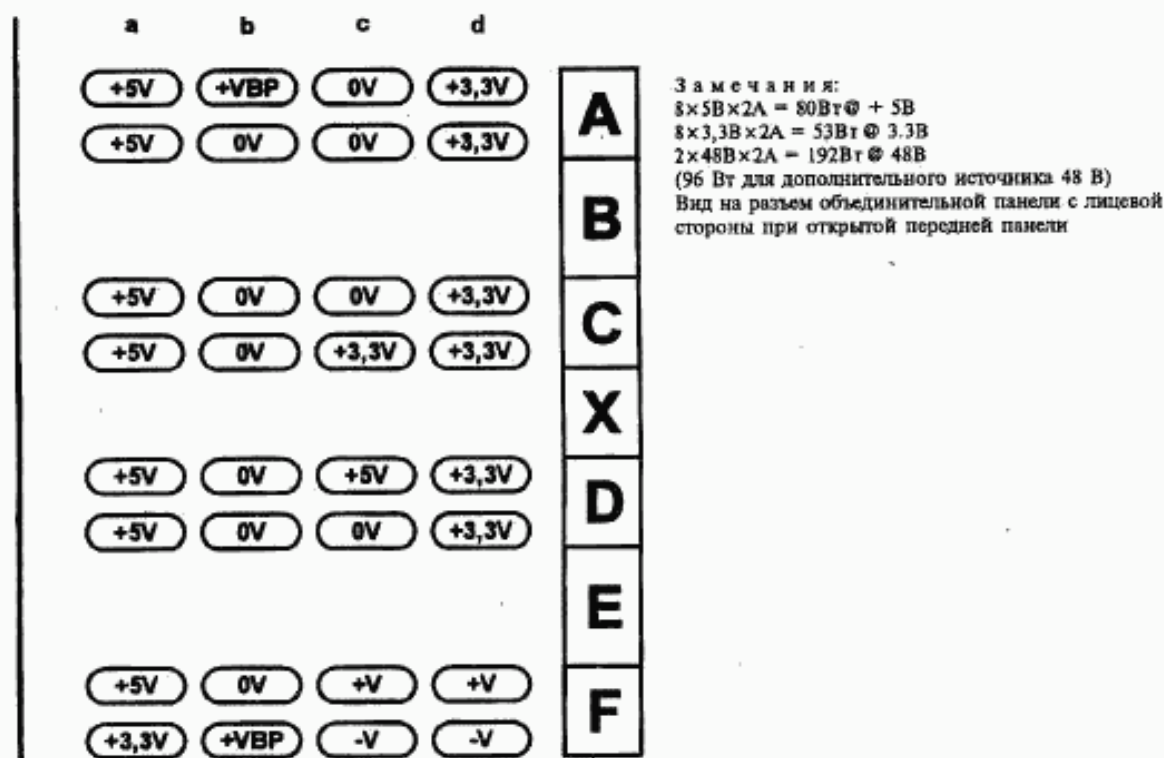 a b c d
+5V +VBP 0V +3,3V
+5V 0V 0V +3,3V
A
B
+5V 0V 0V +3,3V
+5V 0V +3,3V +3,3V
C
X
+5V 0V +5V +3,3V
+5V 0V 0V +3,3V
D
E
+5V 0V +V +V
+3,3V +VBP -V -V
F
Замечания:
8×5В×2А = 80Вт@ + 5В
8×3,3В×2А = 53Вт@ 3.3В
2×48В×2А = 192Вт@ 48В
(96 Вт для дополнительного источника 48 В)
Вид на разъем объединительной панели с лицевой
стороны при открытой передней панели